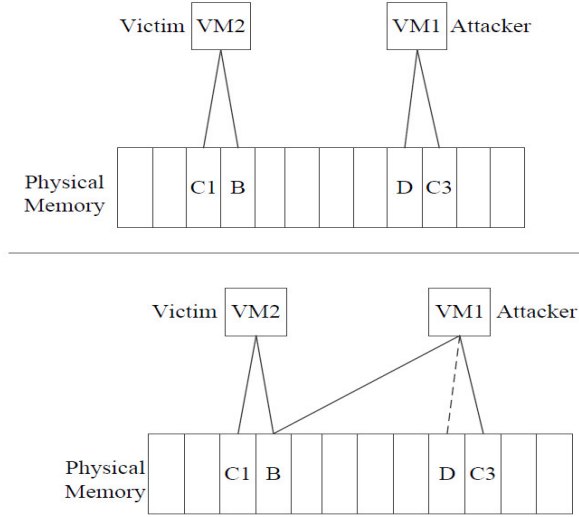 Victim VM2 VM1 Attacker
Physical Memory C1 B D C3
Victim VM2 VM1 Attacker
Physical Memory C1 B D C3